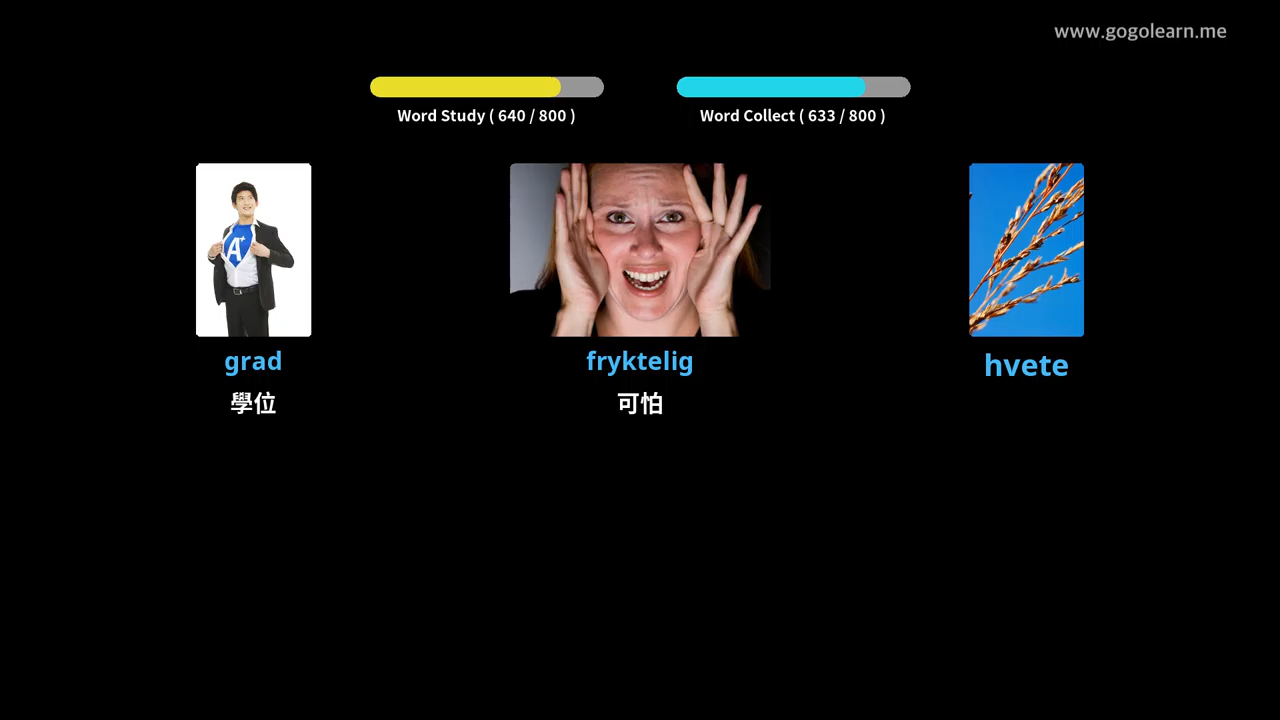 www.gogolearn.me
Word Study ( 640 / 800 )
Word Collect ( 633 / 800 )
A+
grad
fryktelig
hvete
學位
可怕